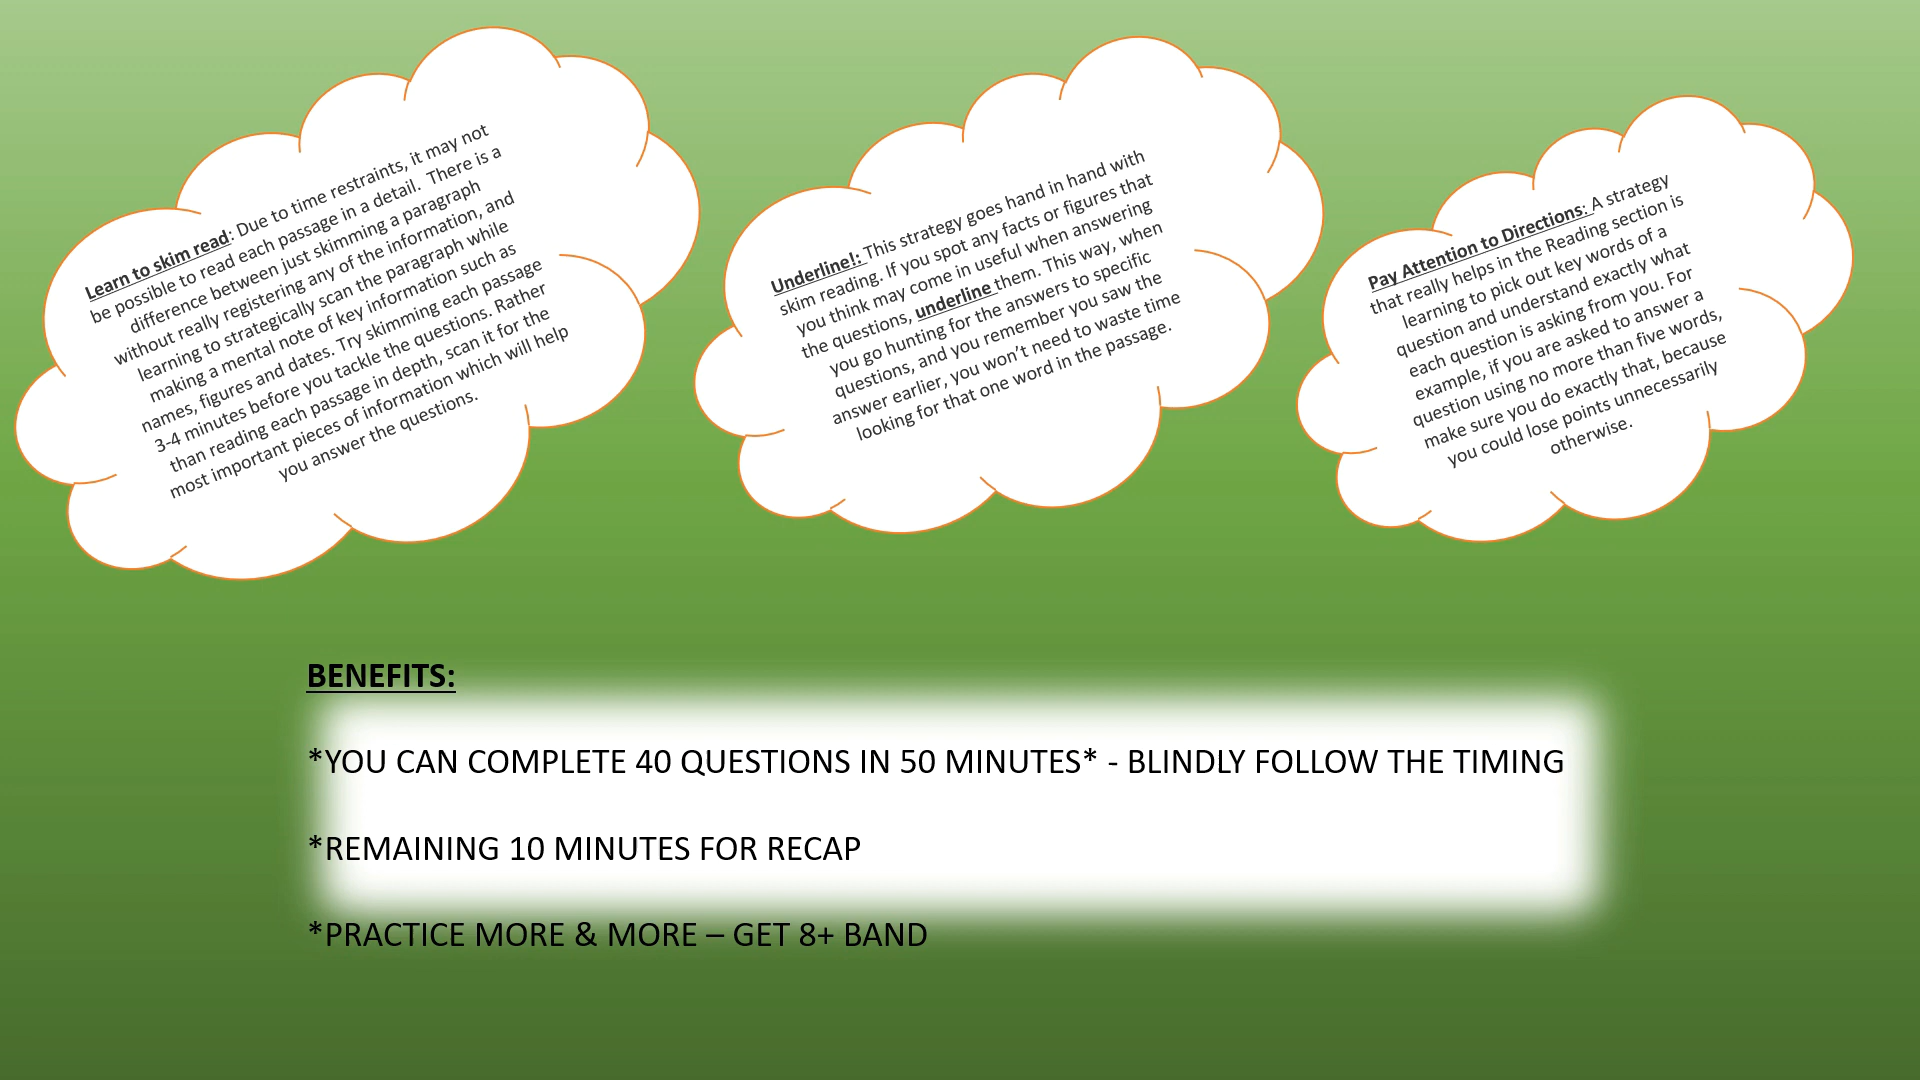 Learn to skim read: Due to time restraints, it may not
be possible to read each passage in a detail.  There is a
difference between just skimming a paragraph
without really registering any of the information, and
learning to strategically scan the paragraph while
making a mental note of key information such as
names, figures and dates. Try skimming each passage
3-4 minutes before you tackle the questions. Rather
than reading each passage in depth, scan it for the
most important pieces of information which will help
you answer the questions.
Underline!: This strategy goes hand in hand with
skim reading. If you spot any facts or figures that
you think may come in useful when answering
the questions, underline them. This way, when
you go hunting for the answers to specific
questions, and you remember you saw the
answer earlier, you won’t need to waste time
looking for that one word in the passage.
Pay Attention to Directions: A strategy
that really helps in the Reading section is
learning to pick out key words of a
question and understand exactly what
each question is asking from you. For
example, if you are asked to answer a
question using no more than five words,
make sure you do exactly that, because
you could lose points unnecessarily
otherwise.
BENEFITS:
*YOU CAN COMPLETE 40 QUESTIONS IN 50 MINUTES* - BLINDLY FOLLOW THE TIMING
*REMAINING 10 MINUTES FOR RECAP
*PRACTICE MORE & MORE – GET 8+ BAND